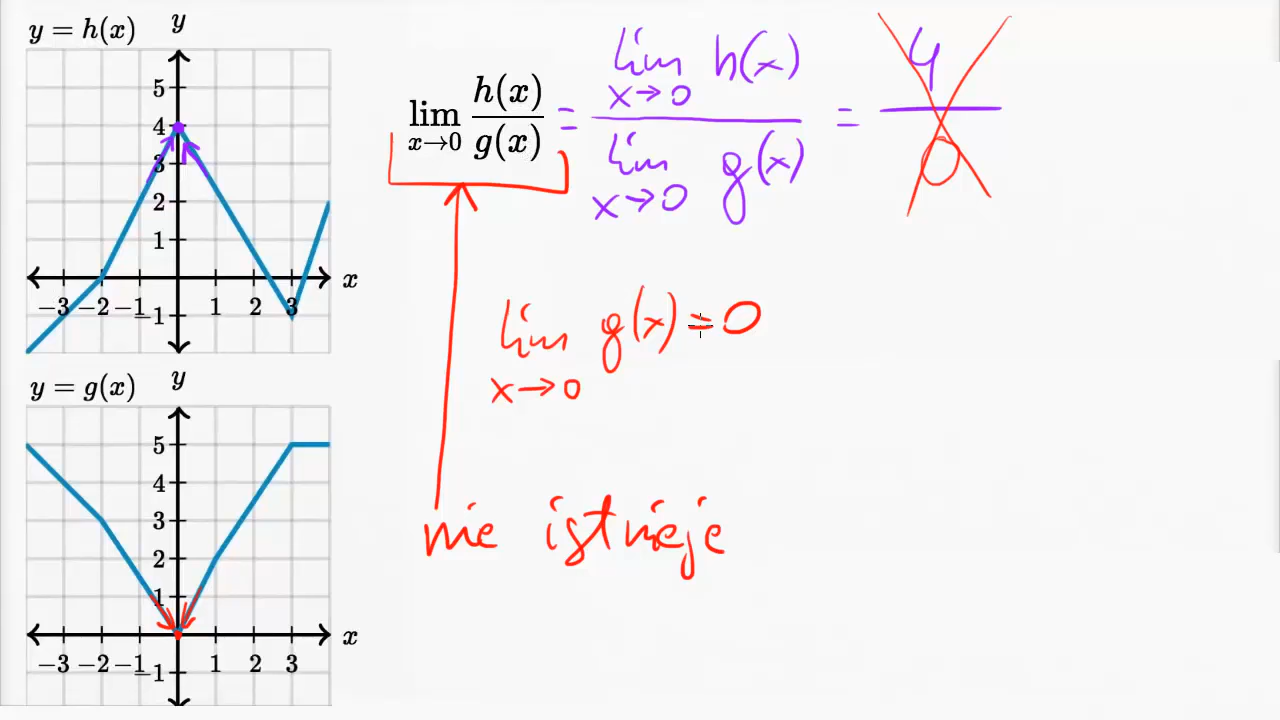 y = h(x)
y
5
4
3
2
1
-3 -2 -1 1 2 3
x
-1
y = g(x)
y
5
4
3
2
1
x
-3 -2 -1 1 2 3
-1
lim x→0 h(x)/g(x) = lim x→0 h(x) / lim x→0 g(x) = 4/0
lim x→0 g(x) = 0
nie istnieje